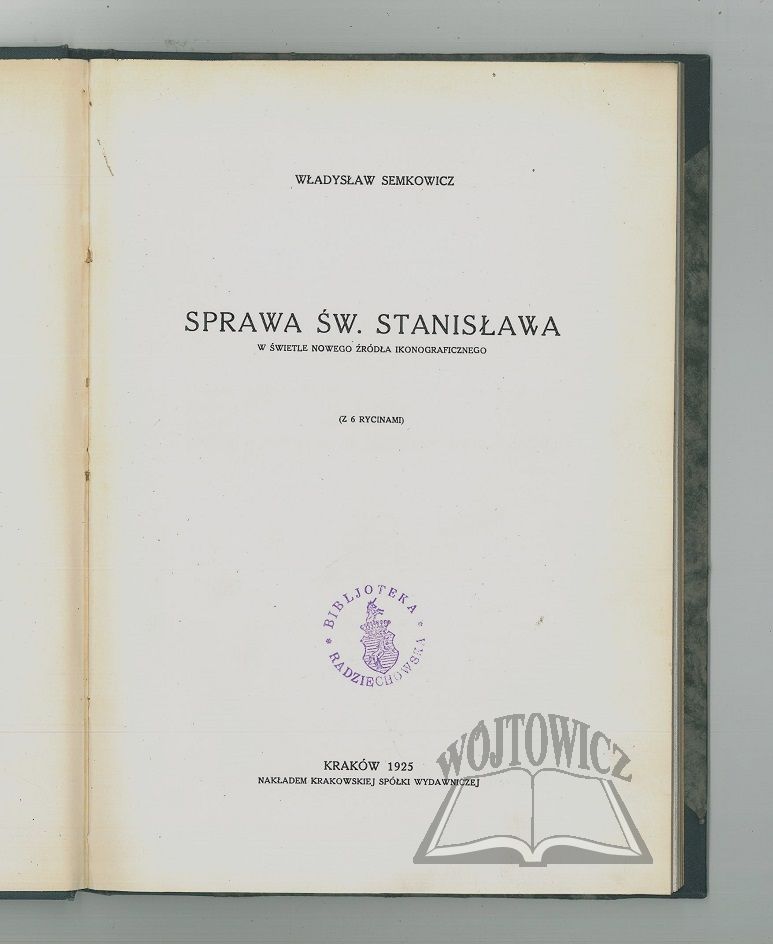 WŁADYSŁAW SEMKOWICZ
SPRAWA ŚW. STANISŁAWA
W ŚWIETLE NOWEGO ŹRÓDŁA IKONOGRAFICZNEGO
(Z 6 RYCINAMI)
* BIBLJOTEKA *
RADZIECHOWSKA
KRAKÓW 1925
NAKŁADEM KRAKOWSKIEJ SPÓŁKI WYDAWNICZEJ
WÓJTOWICZ